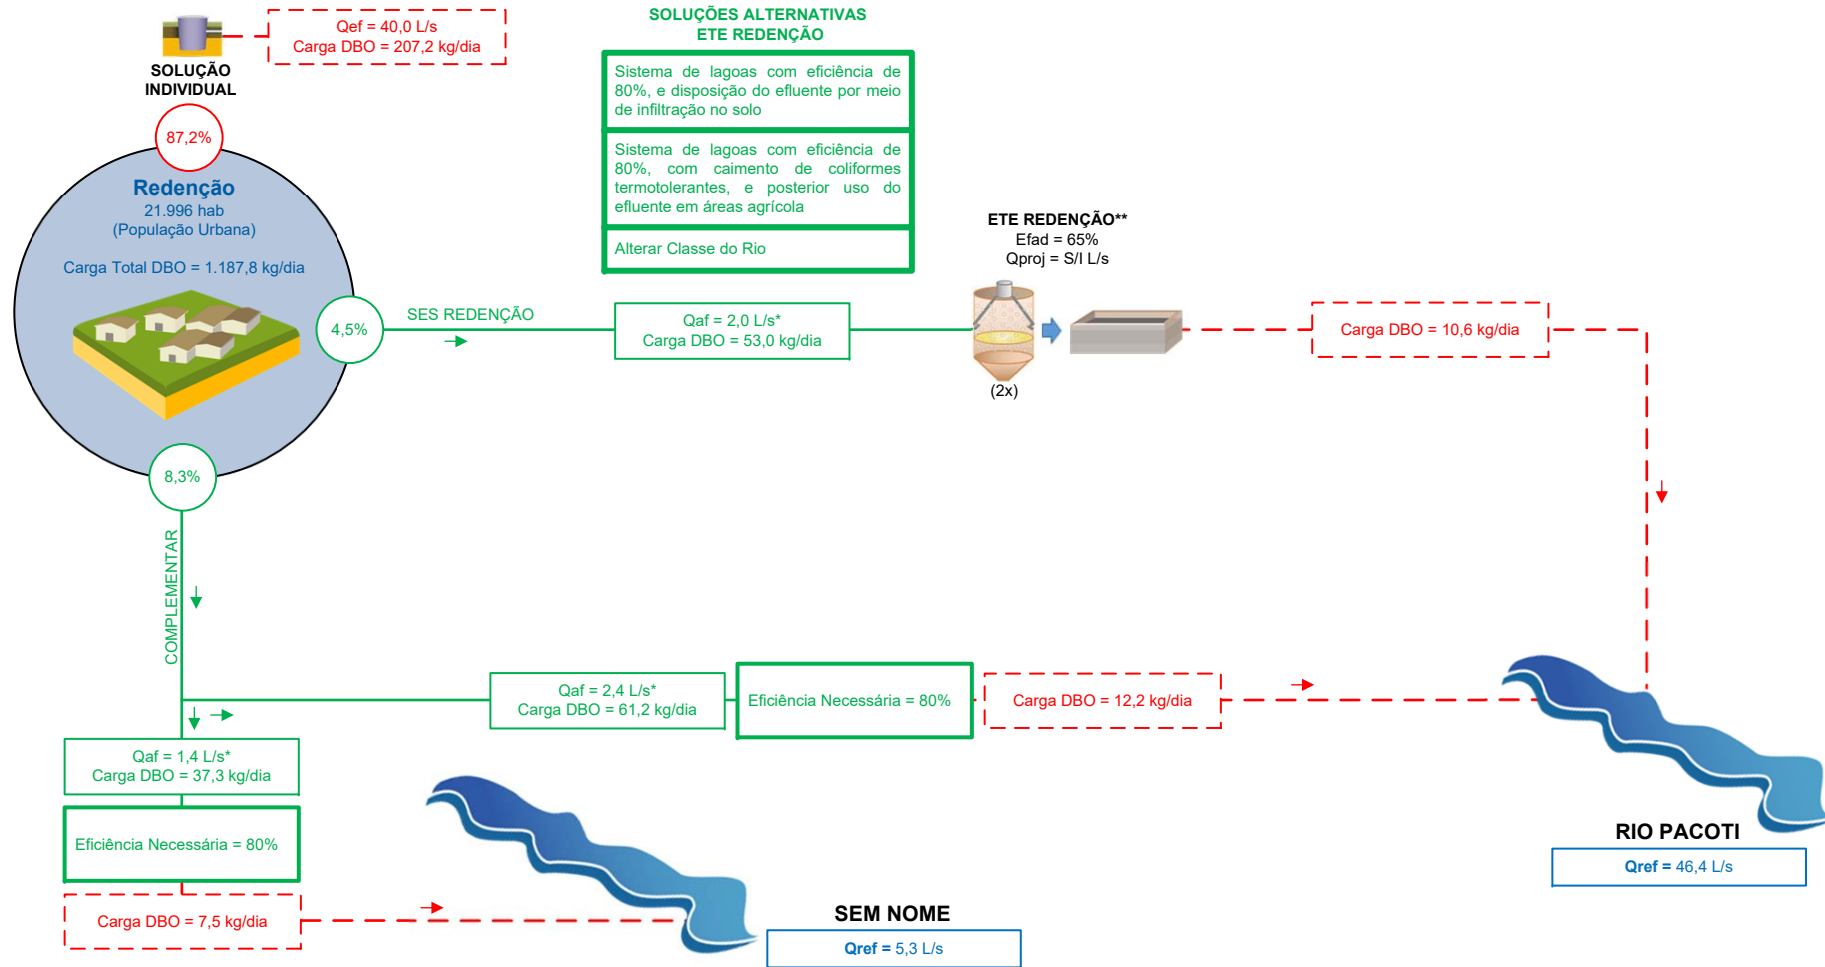 Qef = 40,0 L/s
Carga DBO = 207,2 kg/dia
SOLUÇÃO
INDIVIDUAL
87,2%
Redenção
21.996 hab
(População Urbana)
Carga Total DBO = 1.187,8 kg/dia
4,5%
8,3%
SOLUÇÕES ALTERNATIVAS
ETE REDENÇÃO
Sistema de lagoas com eficiência de
80%, e disposição do efluente por meio
de infiltração no solo
Sistema de lagoas com eficiência de
80%, com caimento de coliformes
termotolerantes, e posterior uso do
efluente em áreas agrícola
Alterar Classe do Rio
SES REDENÇÃO
Qaf = 2,0 L/s*
Carga DBO = 53,0 kg/dia
ETE REDENÇÃO**
Efad = 65%
Qproj = S/I L/s
(2x)
Carga DBO = 10,6 kg/dia
COMPLEMENTAR
Qaf = 2,4 L/s*
Carga DBO = 61,2 kg/dia
Eficiência Necessária = 80%
Carga DBO = 12,2 kg/dia
Qaf = 1,4 L/s*
Carga DBO = 37,3 kg/dia
Eficiência Necessária = 80%
Carga DBO = 7,5 kg/dia
RIO PACOTI
Qref = 46,4 L/s
SEM NOME
Qref = 5,3 L/s